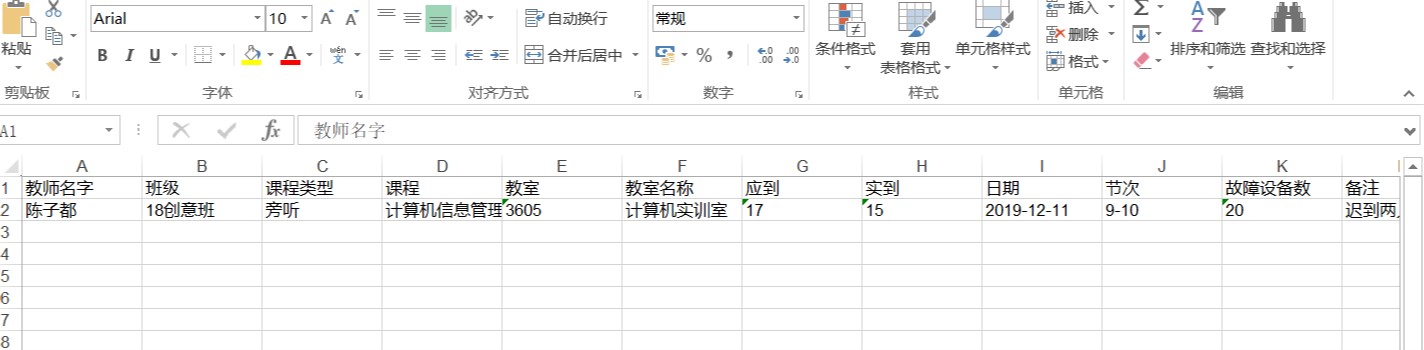 Arial 10 A A 自动换行 常规
粘贴 B I U A wén 文 合并后居中 % , .0 .00 .00 .0 条件格式 套用 表格格式 单元格样式 插入 删除 格式 Σ A Z 排序和筛选 查找和选择
剪贴板 字体 对齐方式 数字 样式 单元格 编辑
A1 fx 教师名字
A B C D E F G H I J K
1 教师名字 班级 课程类型 课程 教室 教室名称 应到 实到 日期 节次 故障设备数 备注
2 陈子都 18创意班 旁听 计算机信息管理 3605 计算机实训室 17 15 2019-12-11 9-10 20 迟到两
3
4
5
6
7
8